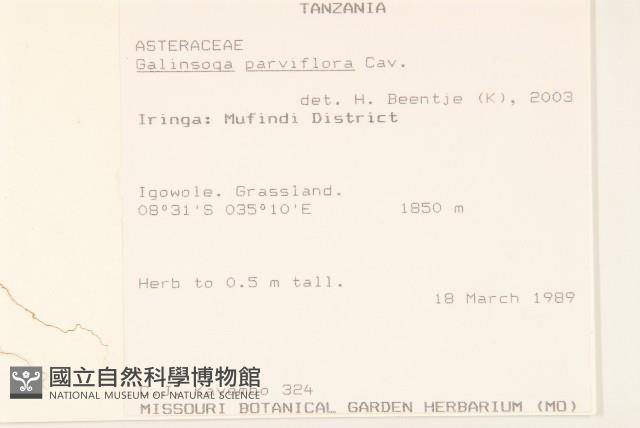 TANZANIA
ASTERACEAE
Galinsoga parviflora Cav.
det. H. Beentje (K), 2003
Iringa: Mufindi District
Igowole. Grassland.
08°31'S 035°10'E 1850 m
Herb to 0.5 m tall.
18 March 1989
324
國立自然科學博物館
NATIONAL MUSEUM OF NATURAL SCIENCE
MISSOURI BOTANICAL GARDEN HERBARIUM (MO)